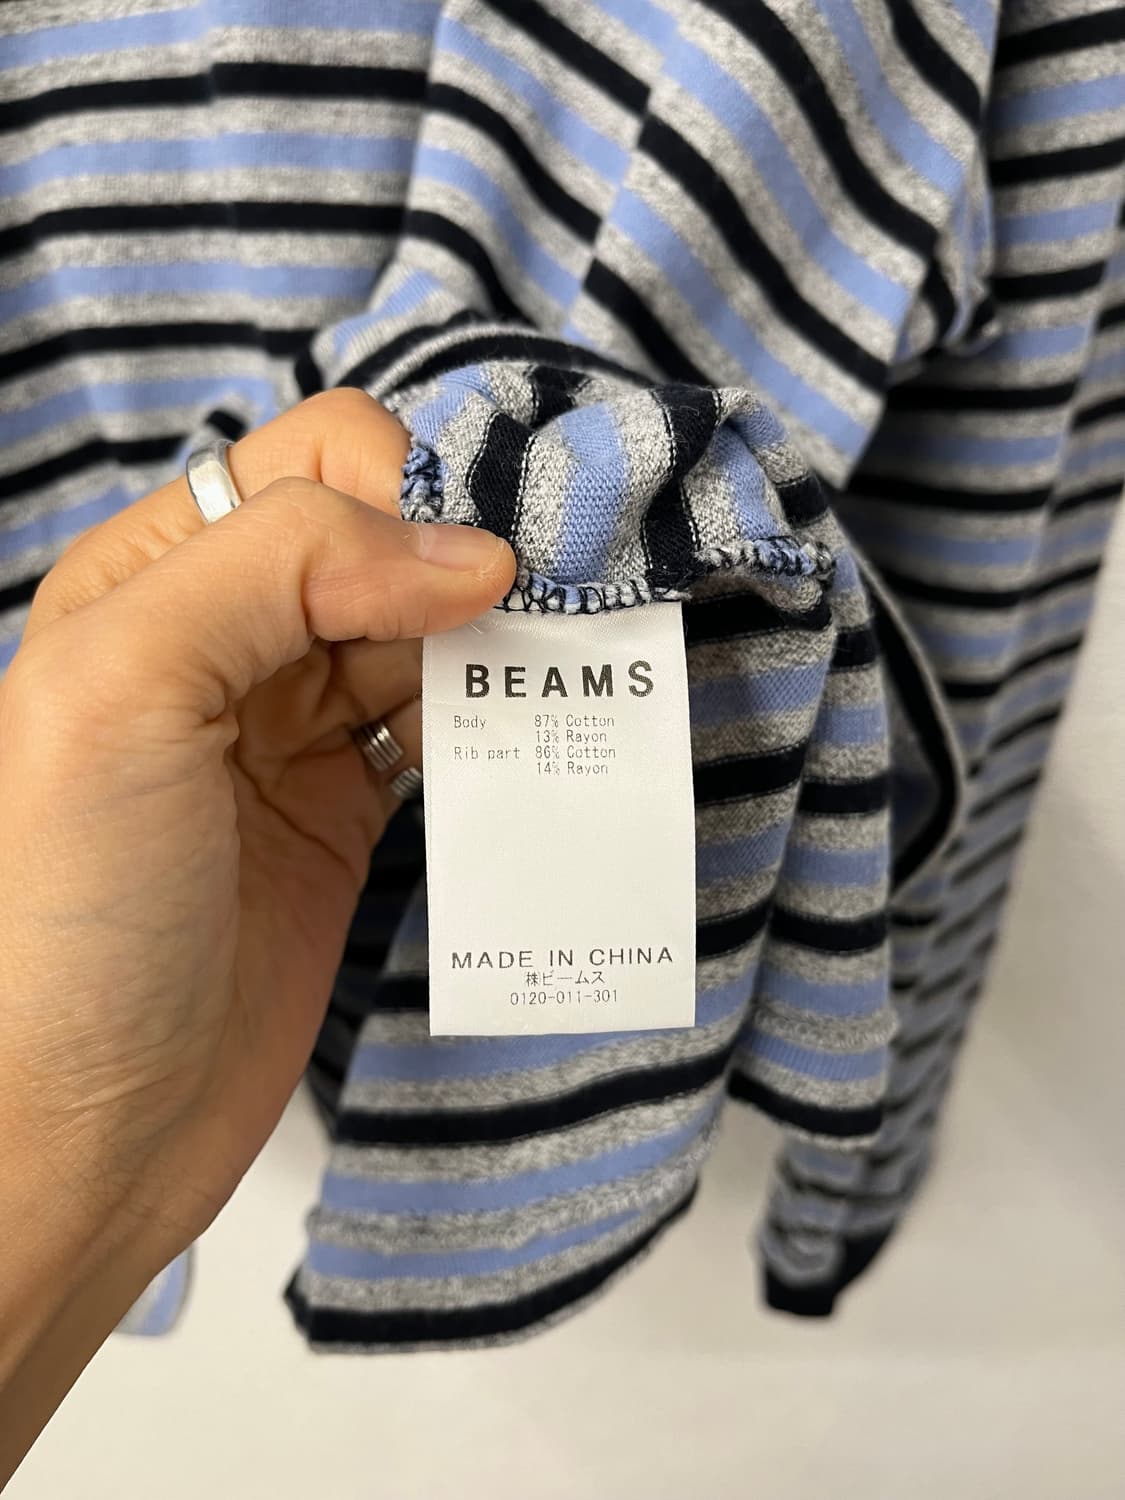 BEAMS
Body 87% Cotton
13% Rayon
Rib part 86% Cotton
14% Rayon
MADE IN CHINA
㈱ビームス
0120-011-301